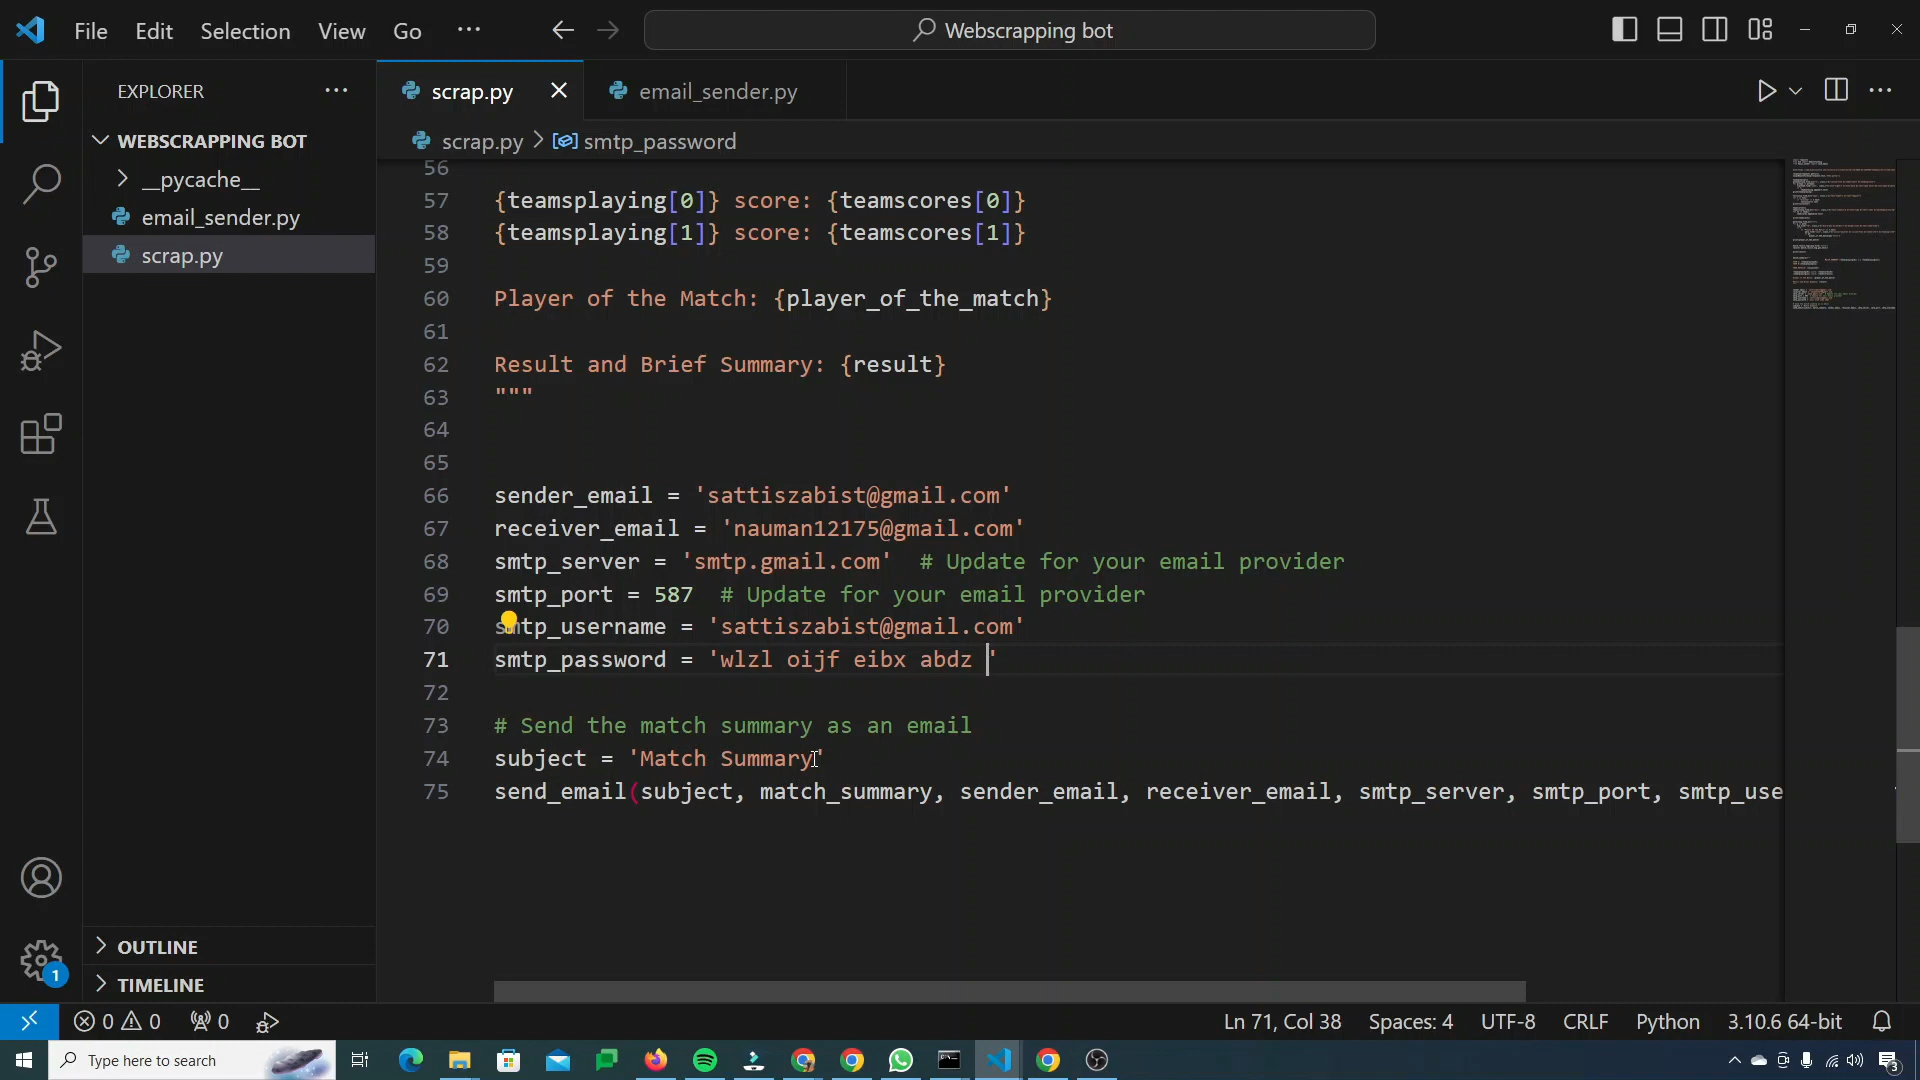 File Edit Selection View Go ··· Webscrapping bot
EXPLORER ···
scrap.py email_sender.py
WEBSCRAPPING BOT
scrap.py > smtp_password
__pycache__
email_sender.py
scrap.py
56
57 {teamsplaying[0]} score: {teamscores[0]}
58 {teamsplaying[1]} score: {teamscores[1]}
59
60 Player of the Match: {player_of_the_match}
61
62 Result and Brief Summary: {result}
63 """
64
65
66 sender_email = 'sattiszabist@gmail.com'
67 receiver_email = 'nauman12175@gmail.com'
68 smtp_server = 'smtp.gmail.com'  # Update for your email provider
69 smtp_port = 587  # Update for your email provider
70 smtp_username = 'sattiszabist@gmail.com'
71 smtp_password = 'wlzl oijf eibx abdz '
72
73 # Send the match summary as an email
74 subject = 'Match Summary'
75 send_email(subject, match_summary, sender_email, receiver_email, smtp_server, smtp_port, smtp_use
OUTLINE
TIMELINE
1
0 0 0 Ln 71, Col 38 Spaces: 4 UTF-8 CRLF Python 3.10.6 64-bit
Type here to search
3